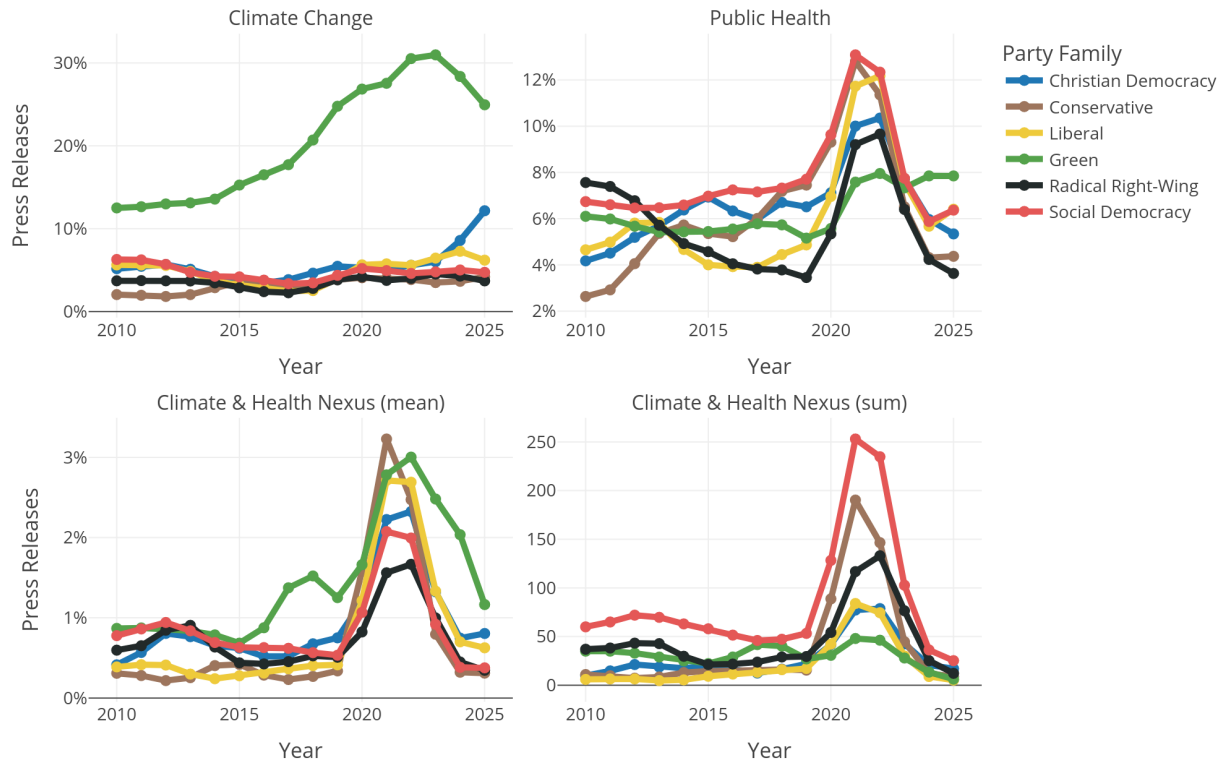 Climate Change
Public Health
Press Releases
30%
20%
10%
0%
2010
2015
2020
2025
Year
12%
10%
8%
6%
4%
2%
2010
2015
2020
2025
Year
Party Family
Christian Democracy
Conservative
Liberal
Green
Radical Right-Wing
Social Democracy
Climate & Health Nexus (mean)
Climate & Health Nexus (sum)
Press Releases
3%
2%
1%
0%
2010
2015
2020
2025
Year
250
200
150
100
50
0
2010
2015
2020
2025
Year